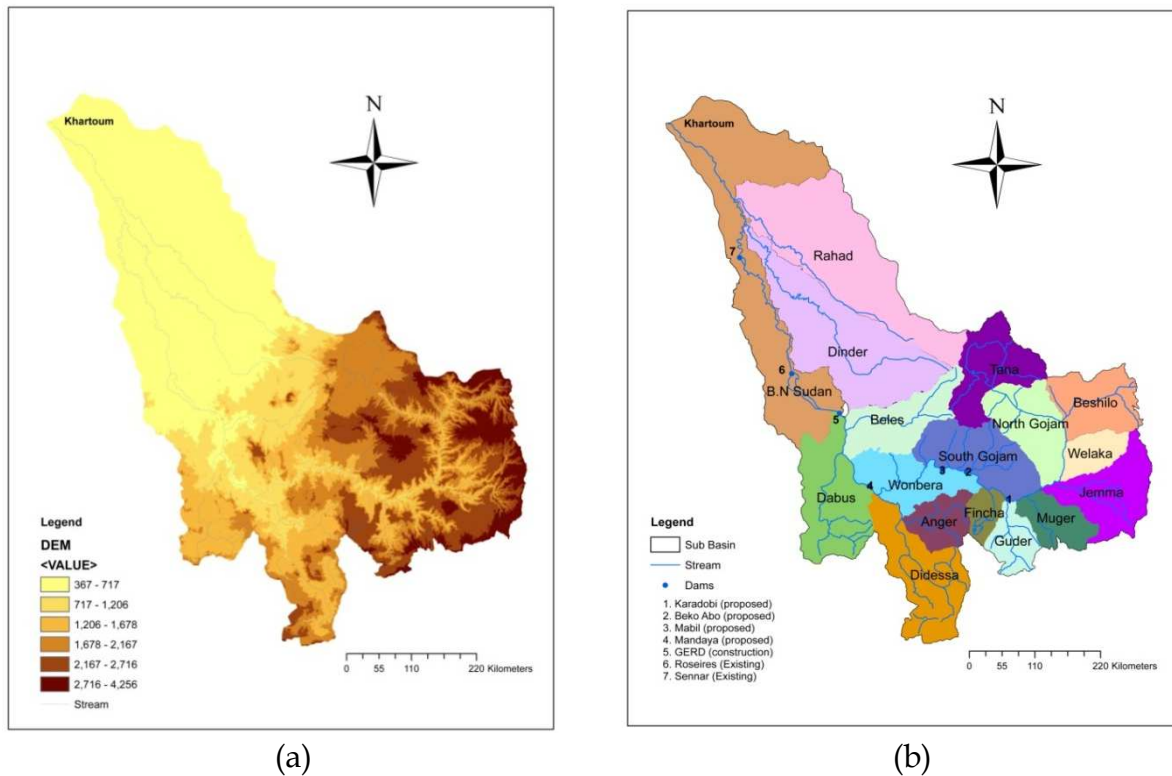 N
Khartoum
Legend
DEM
<VALUE>
367 - 717
717 - 1,206
1,206 - 1,678
1,678 - 2,167
2,167 - 2,716
2,716 - 4,256
Stream
0 55 110 220 Kilometers
(a)
N
Khartoum
Rahad
7
Dinder
6
Tana
B.N Sudan
Beshilo
5
Beles
North Gojam
Welaka
South Gojam
3
2
4
Wonbera
Jemma
Dabus
1
Fincha
Anger
Muger
Guder
Didessa
Legend
Sub Basin
Stream
Dams
1. Karadobi (proposed)
2. Beko Abo (proposed)
3. Mabil (proposed)
4. Mandaya (proposed)
5. GERD (construction)
6. Roseires (Existing)
7. Sennar (Existing)
0 55 110 220 Kilometers
(b)